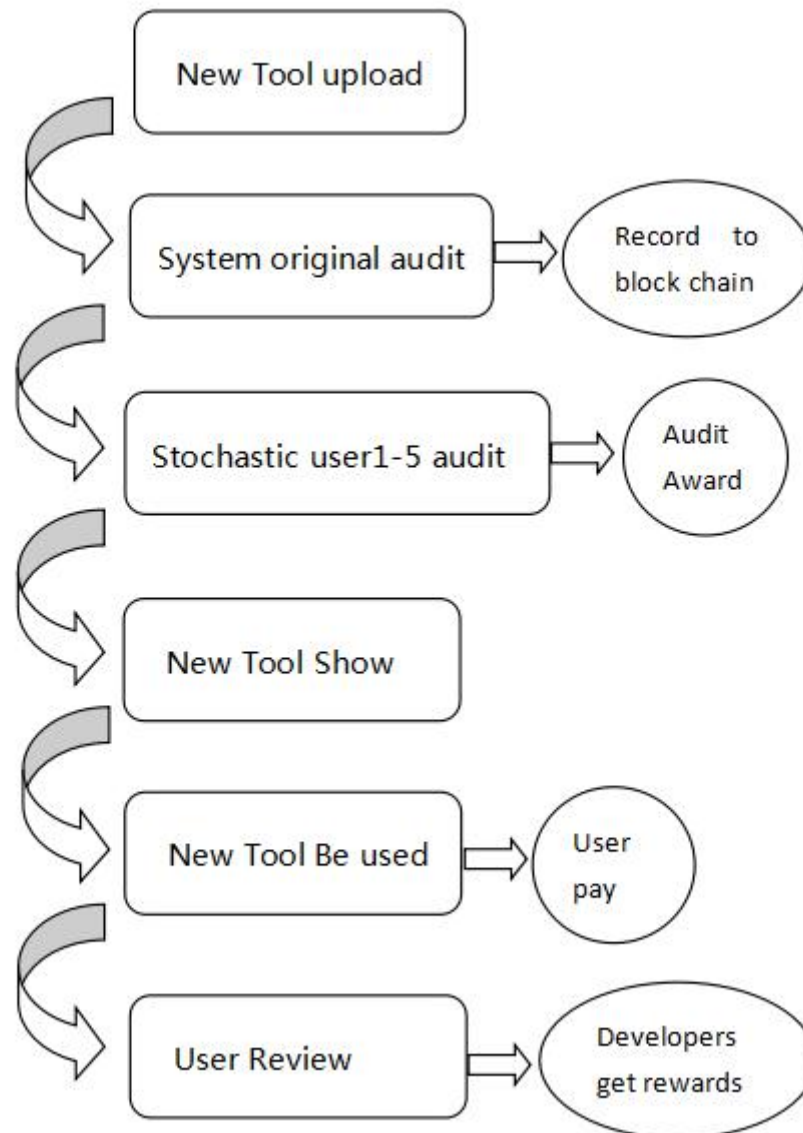 New Tool upload
System original audit
Record to
block chain
Stochastic user1-5 audit
Audit
Award
New Tool Show
New Tool Be used
User
pay
User Review
Developers
get rewards